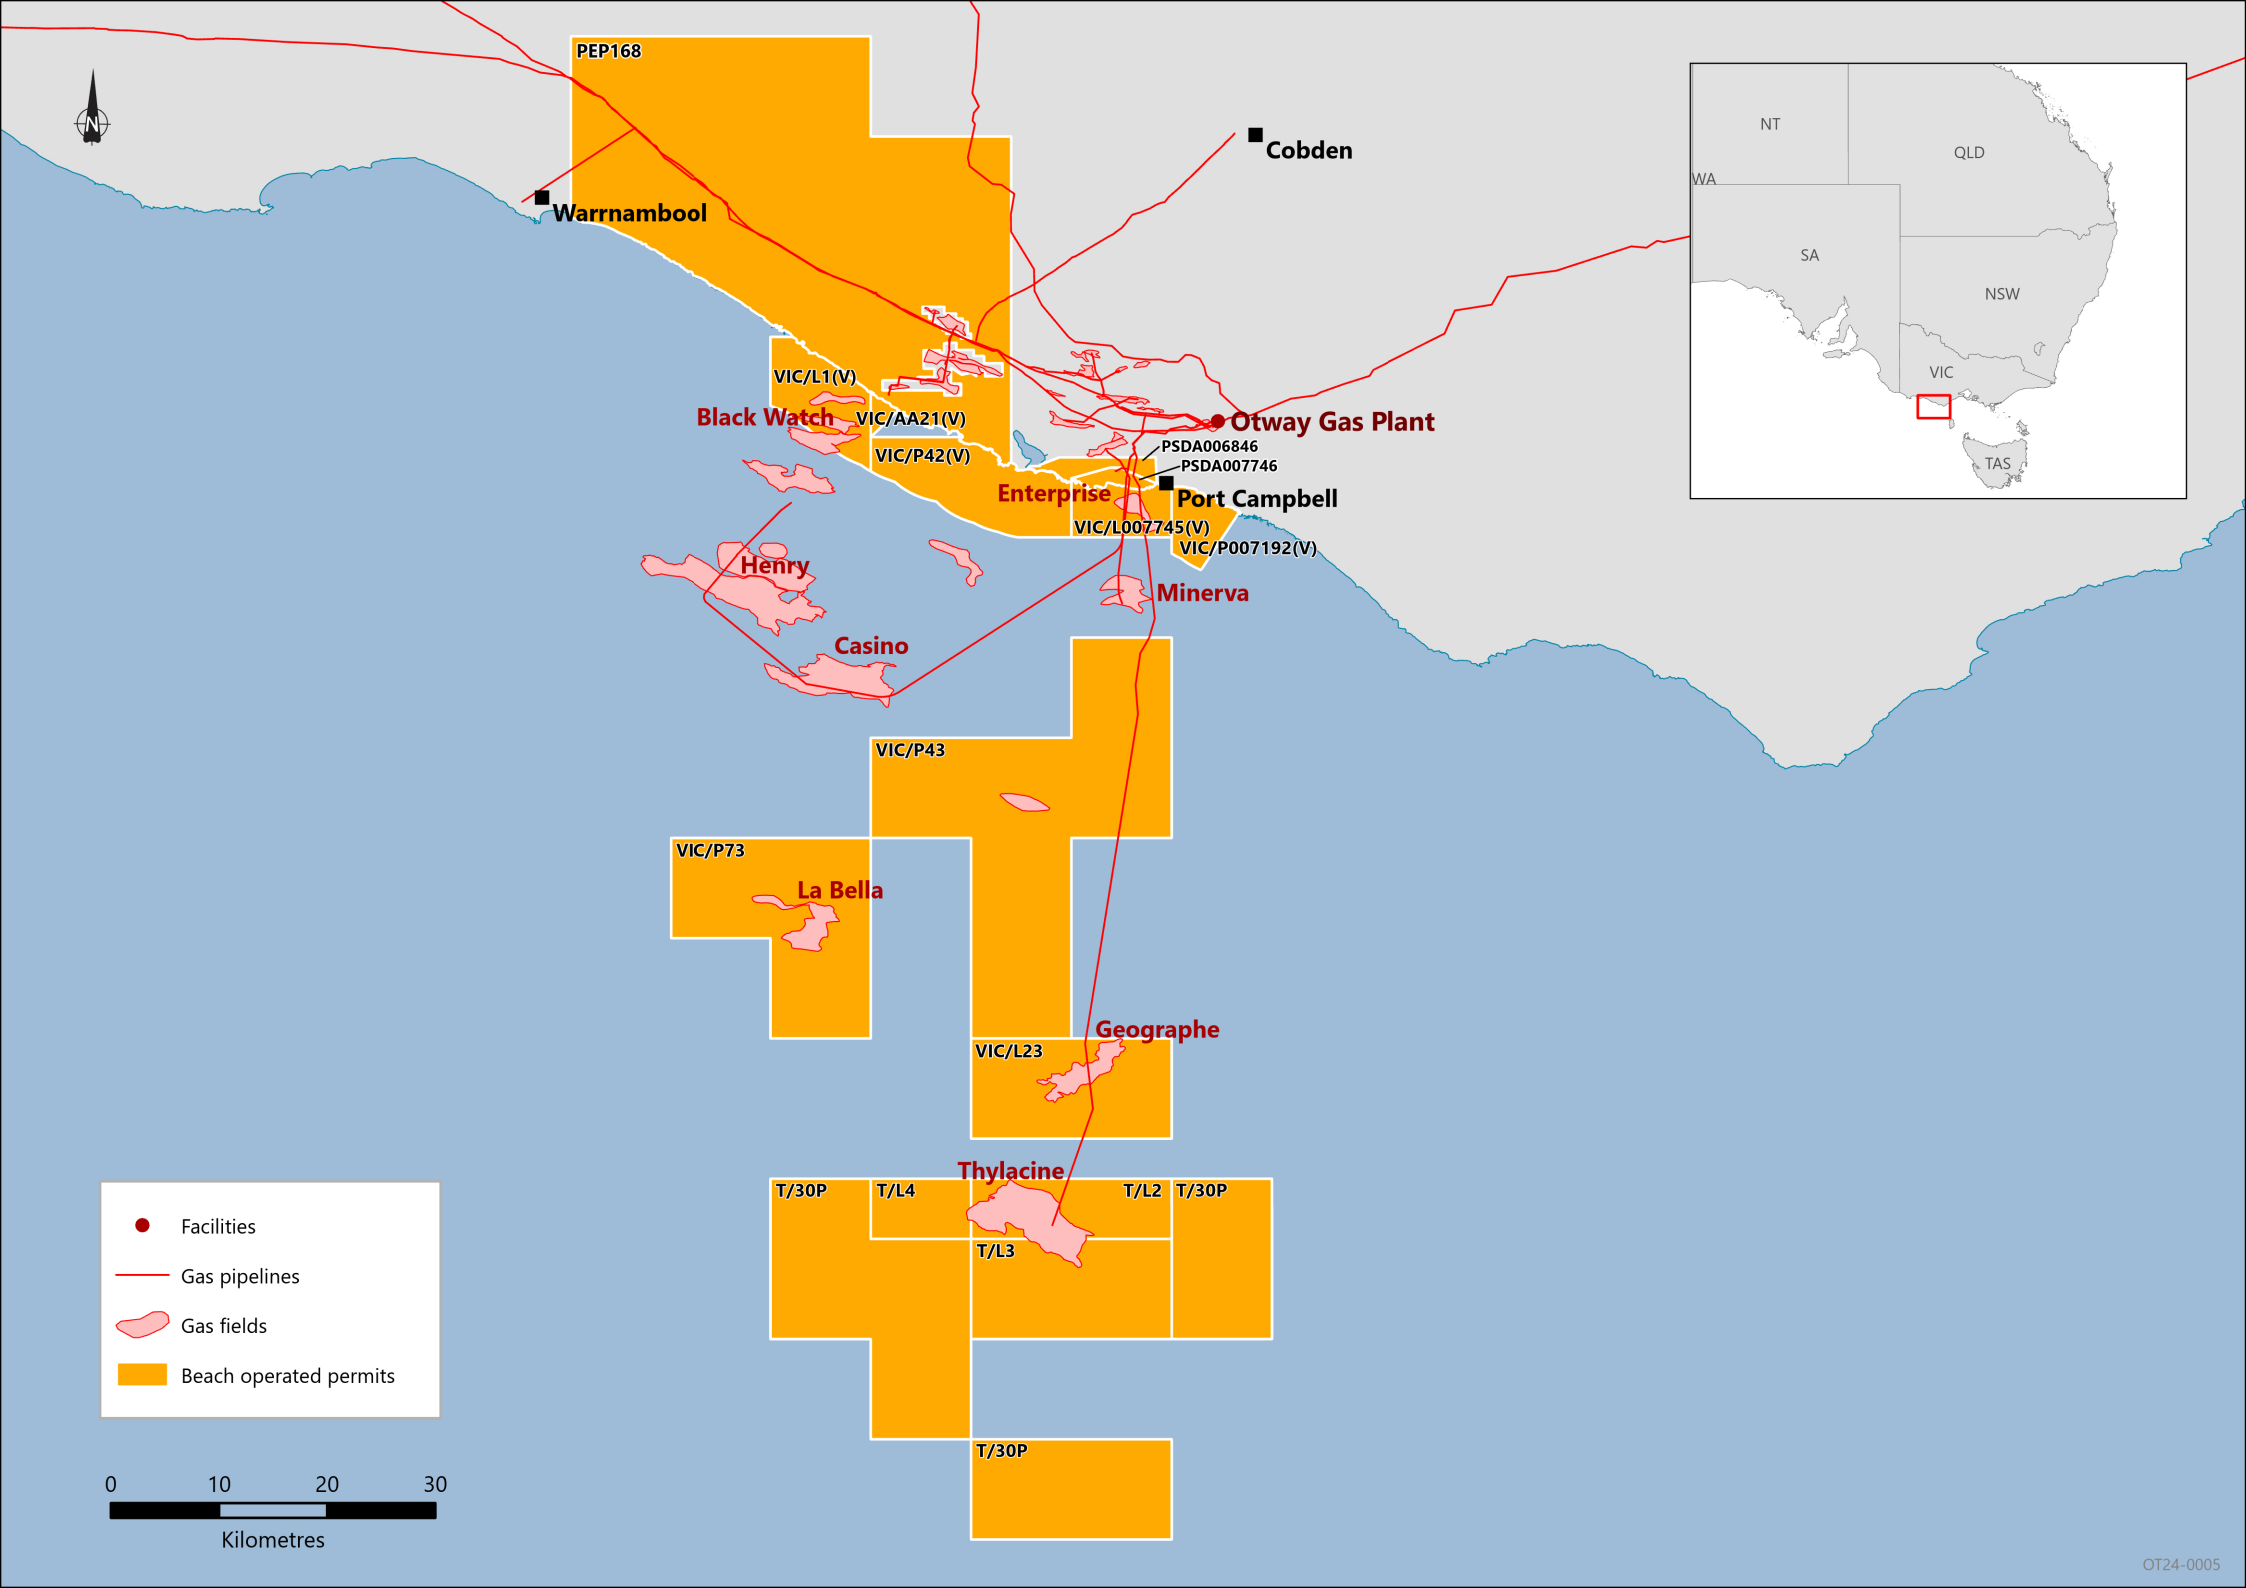 PEP168
N
Cobden
Warrnambool
NT
QLD
WA
SA
NSW
VIC
TAS
VIC/L1(V)
Black Watch
VIC/AA21(V)
Otway Gas Plant
VIC/P42(V)
PSDA006846
PSDA007746
Enterprise
Port Campbell
VIC/L007745(V)
VIC/P007192(V)
Henry
Minerva
Casino
VIC/P43
VIC/P73
La Bella
Geographe
VIC/L23
Thylacine
T/30P
T/L4
T/L2
T/30P
T/L3
T/30P
Facilities
Gas pipelines
Gas fields
Beach operated permits
0 10 20 30
Kilometres
OT24-0005